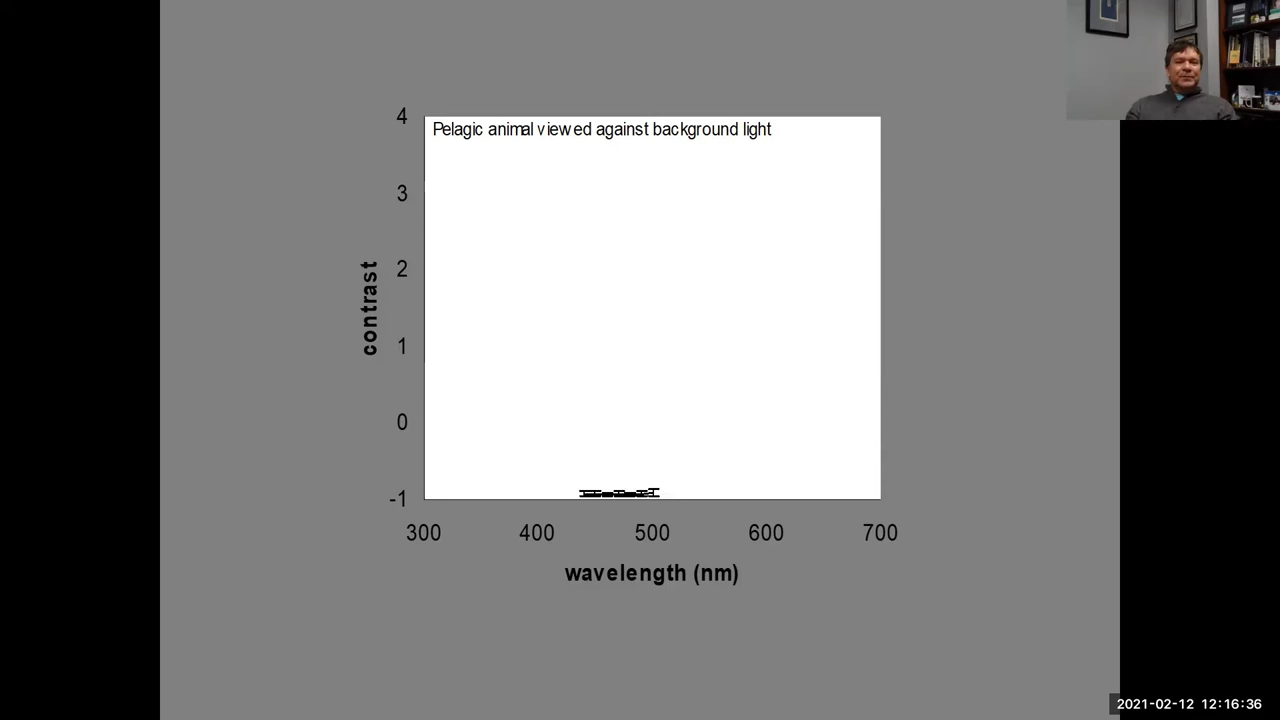 Pelagic animal viewed against background light
4
3
2
1
0
-1
contrast
300 400 500 600 700
wavelength (nm)
2021-02-12 12:16:36